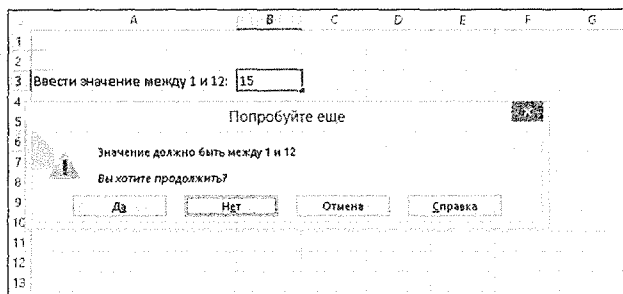 A B C D E F G
1
2
3 Ввести значение между 1 и 12: 15
4
5 Попробуйте еще
6
7 Значение должно быть между 1 и 12
8 Вы хотите продолжить?
9 Да Нет Отмена Справка
10
11
12
13